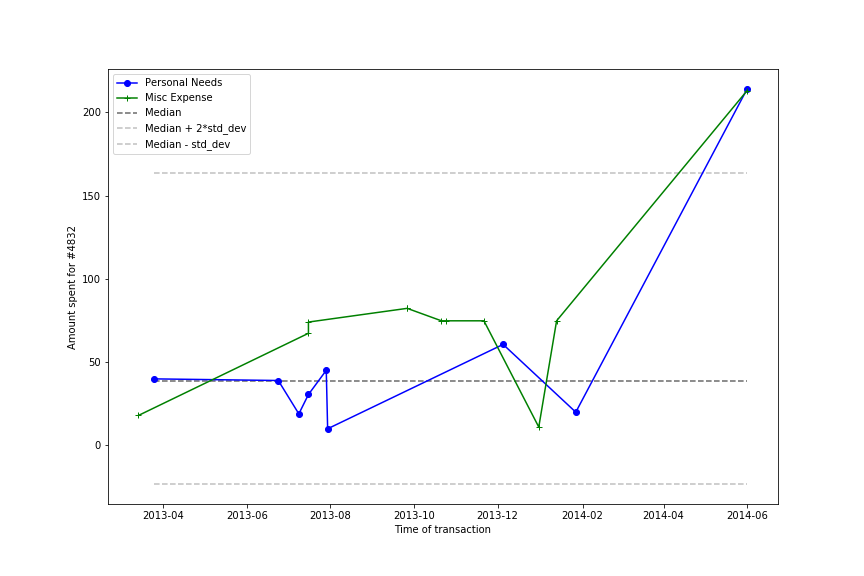 Personal Needs
Misc Expense
Median
Median + 2*std_dev
Median - std_dev
200
150
100
50
0
Amount spent for #4832
2013-04 2013-06 2013-08 2013-10 2013-12 2014-02 2014-04 2014-06
Time of transaction